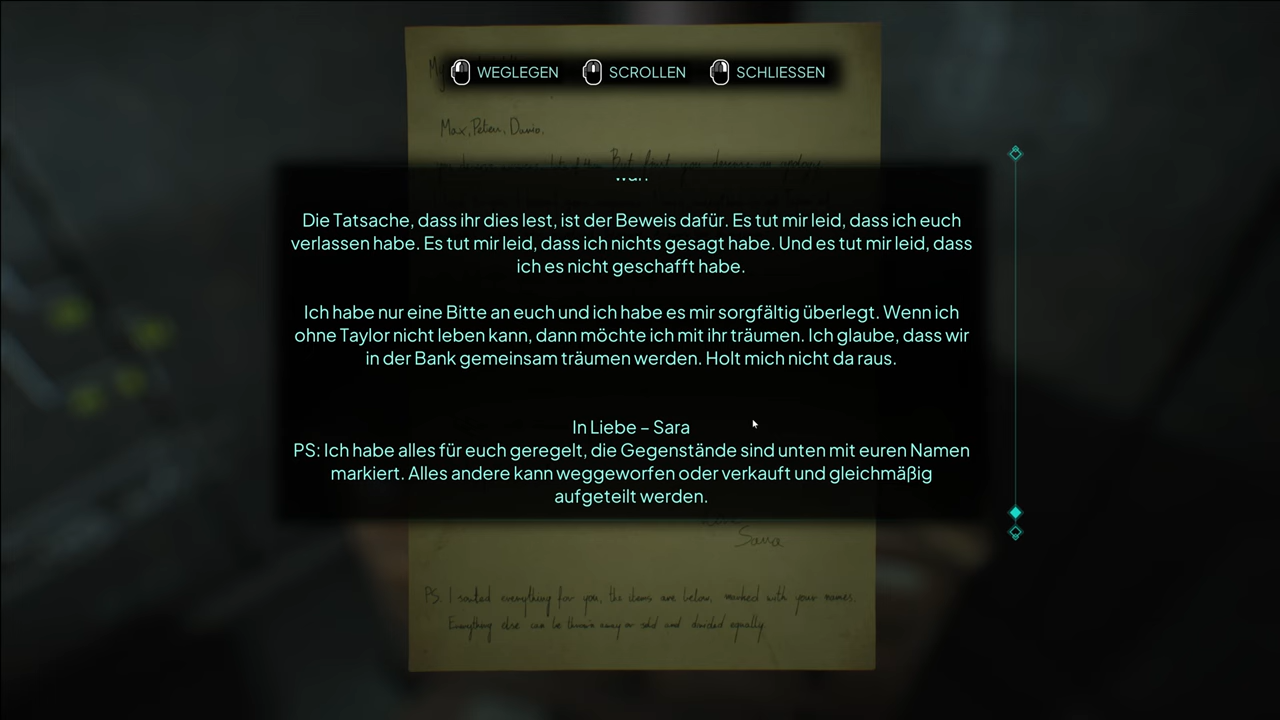 WEGLEGEN SCROLLEN SCHLIESSEN
Max, Peter,
war.
Die Tatsache, dass ihr dies lest, ist der Beweis dafür. Es tut mir leid, dass ich euch
verlassen habe. Es tut mir leid, dass ich nichts gesagt habe. Und es tut mir leid, dass
ich es nicht geschafft habe.
Ich habe nur eine Bitte an euch und ich habe es mir sorgfältig überlegt. Wenn ich
ohne Taylor nicht leben kann, dann möchte ich mit ihr träumen. Ich glaube, dass wir
in der Bank gemeinsam träumen werden. Holt mich nicht da raus.
In Liebe – Sara
PS: Ich habe alles für euch geregelt, die Gegenstände sind unten mit euren Namen
markiert. Alles andere kann weggeworfen oder verkauft und gleichmäßig
aufgeteilt werden.
Sara
PS. I sorted everything for you, the items are below, marked with your names.
Everything else can be thrown away or sold and divided equally.